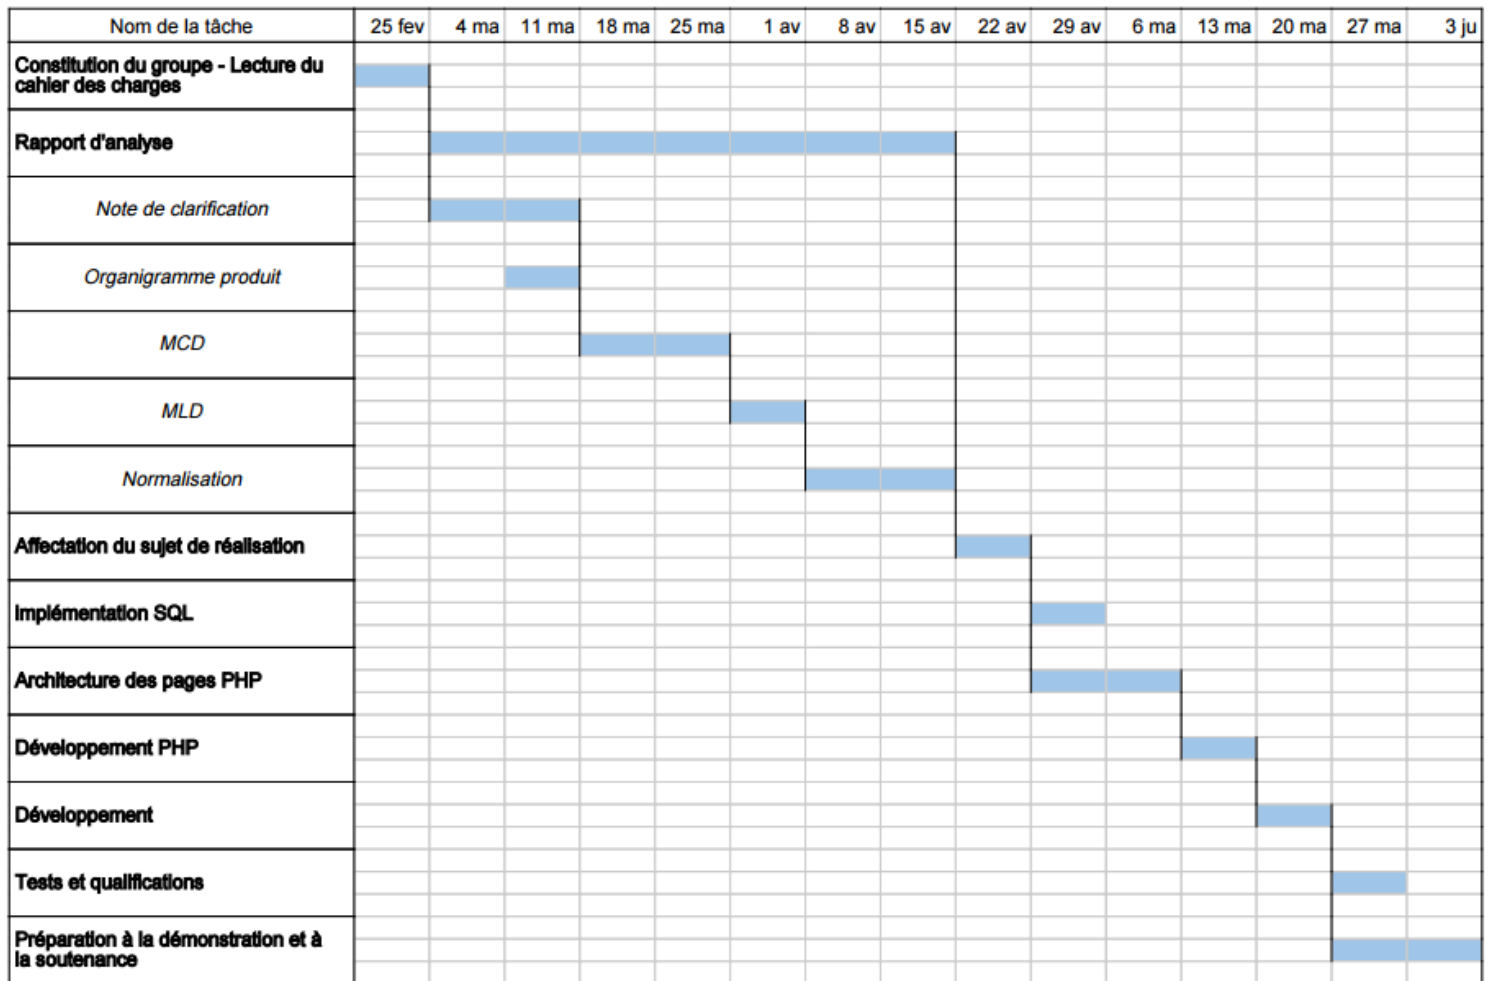 Nom de la tâche 25 fev 4 ma 11 ma 18 ma 25 ma 1 av 8 av 15 av 22 av 29 av 6 ma 13 ma 20 ma 27 ma 3 ju
Constitution du groupe - Lecture du
cahier des charges
Rapport d'analyse
Note de clarification
Organigramme produit
MCD
MLD
Normalisation
Affectation du sujet de réalisation
Implémentation SQL
Architecture des pages PHP
Développement PHP
Développement
Tests et qualifications
Préparation à la démonstration et à
la soutenance